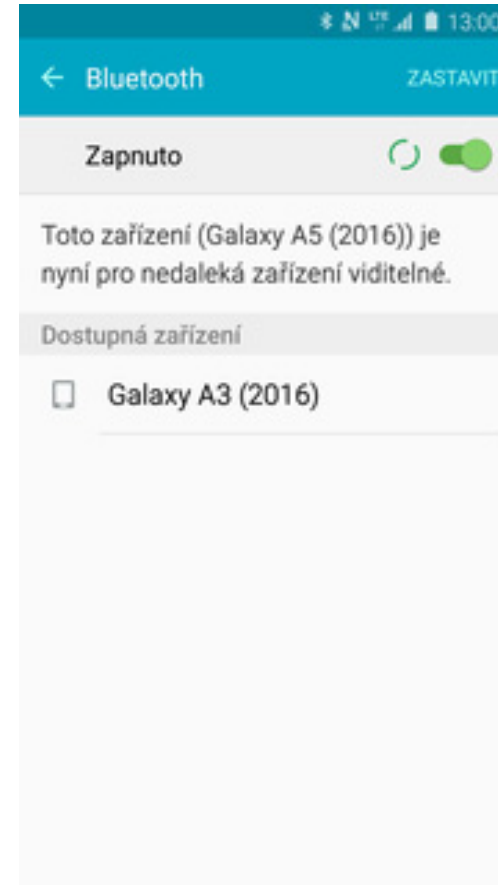 13:00
Bluetooth ZASTAVIT
Zapnuto
Toto zařízení (Galaxy A5 (2016)) je
nyní pro nedaleká zařízení viditelné.
Dostupná zařízení
Galaxy A3 (2016)